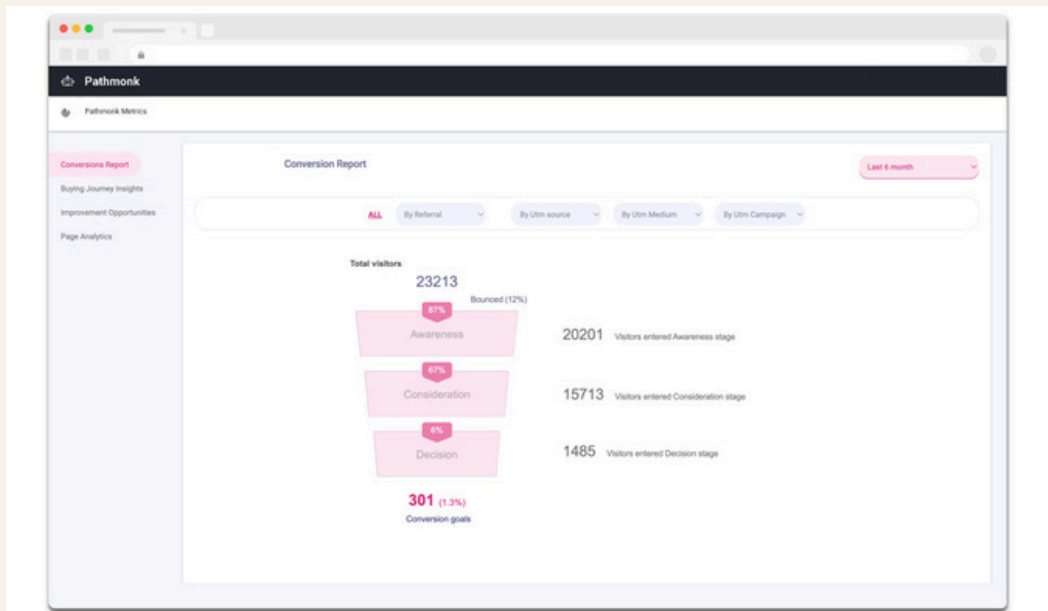 Pathmonk
Pathmonk Metrics
Conversions Report
Buying Journey Insights
Improvement Opportunities
Page Analytics
Conversion Report
Last 6 month
ALL By Referral By Utm source By Utm Medium By Utm Campaign
Total visitors
23213
Bounced (12%)
87%
Awareness
20201 Visitors entered Awareness stage
67%
Consideration
15713 Visitors entered Consideration stage
6%
Decision
1485 Visitors entered Decision stage
301 (1.3%)
Conversion goals